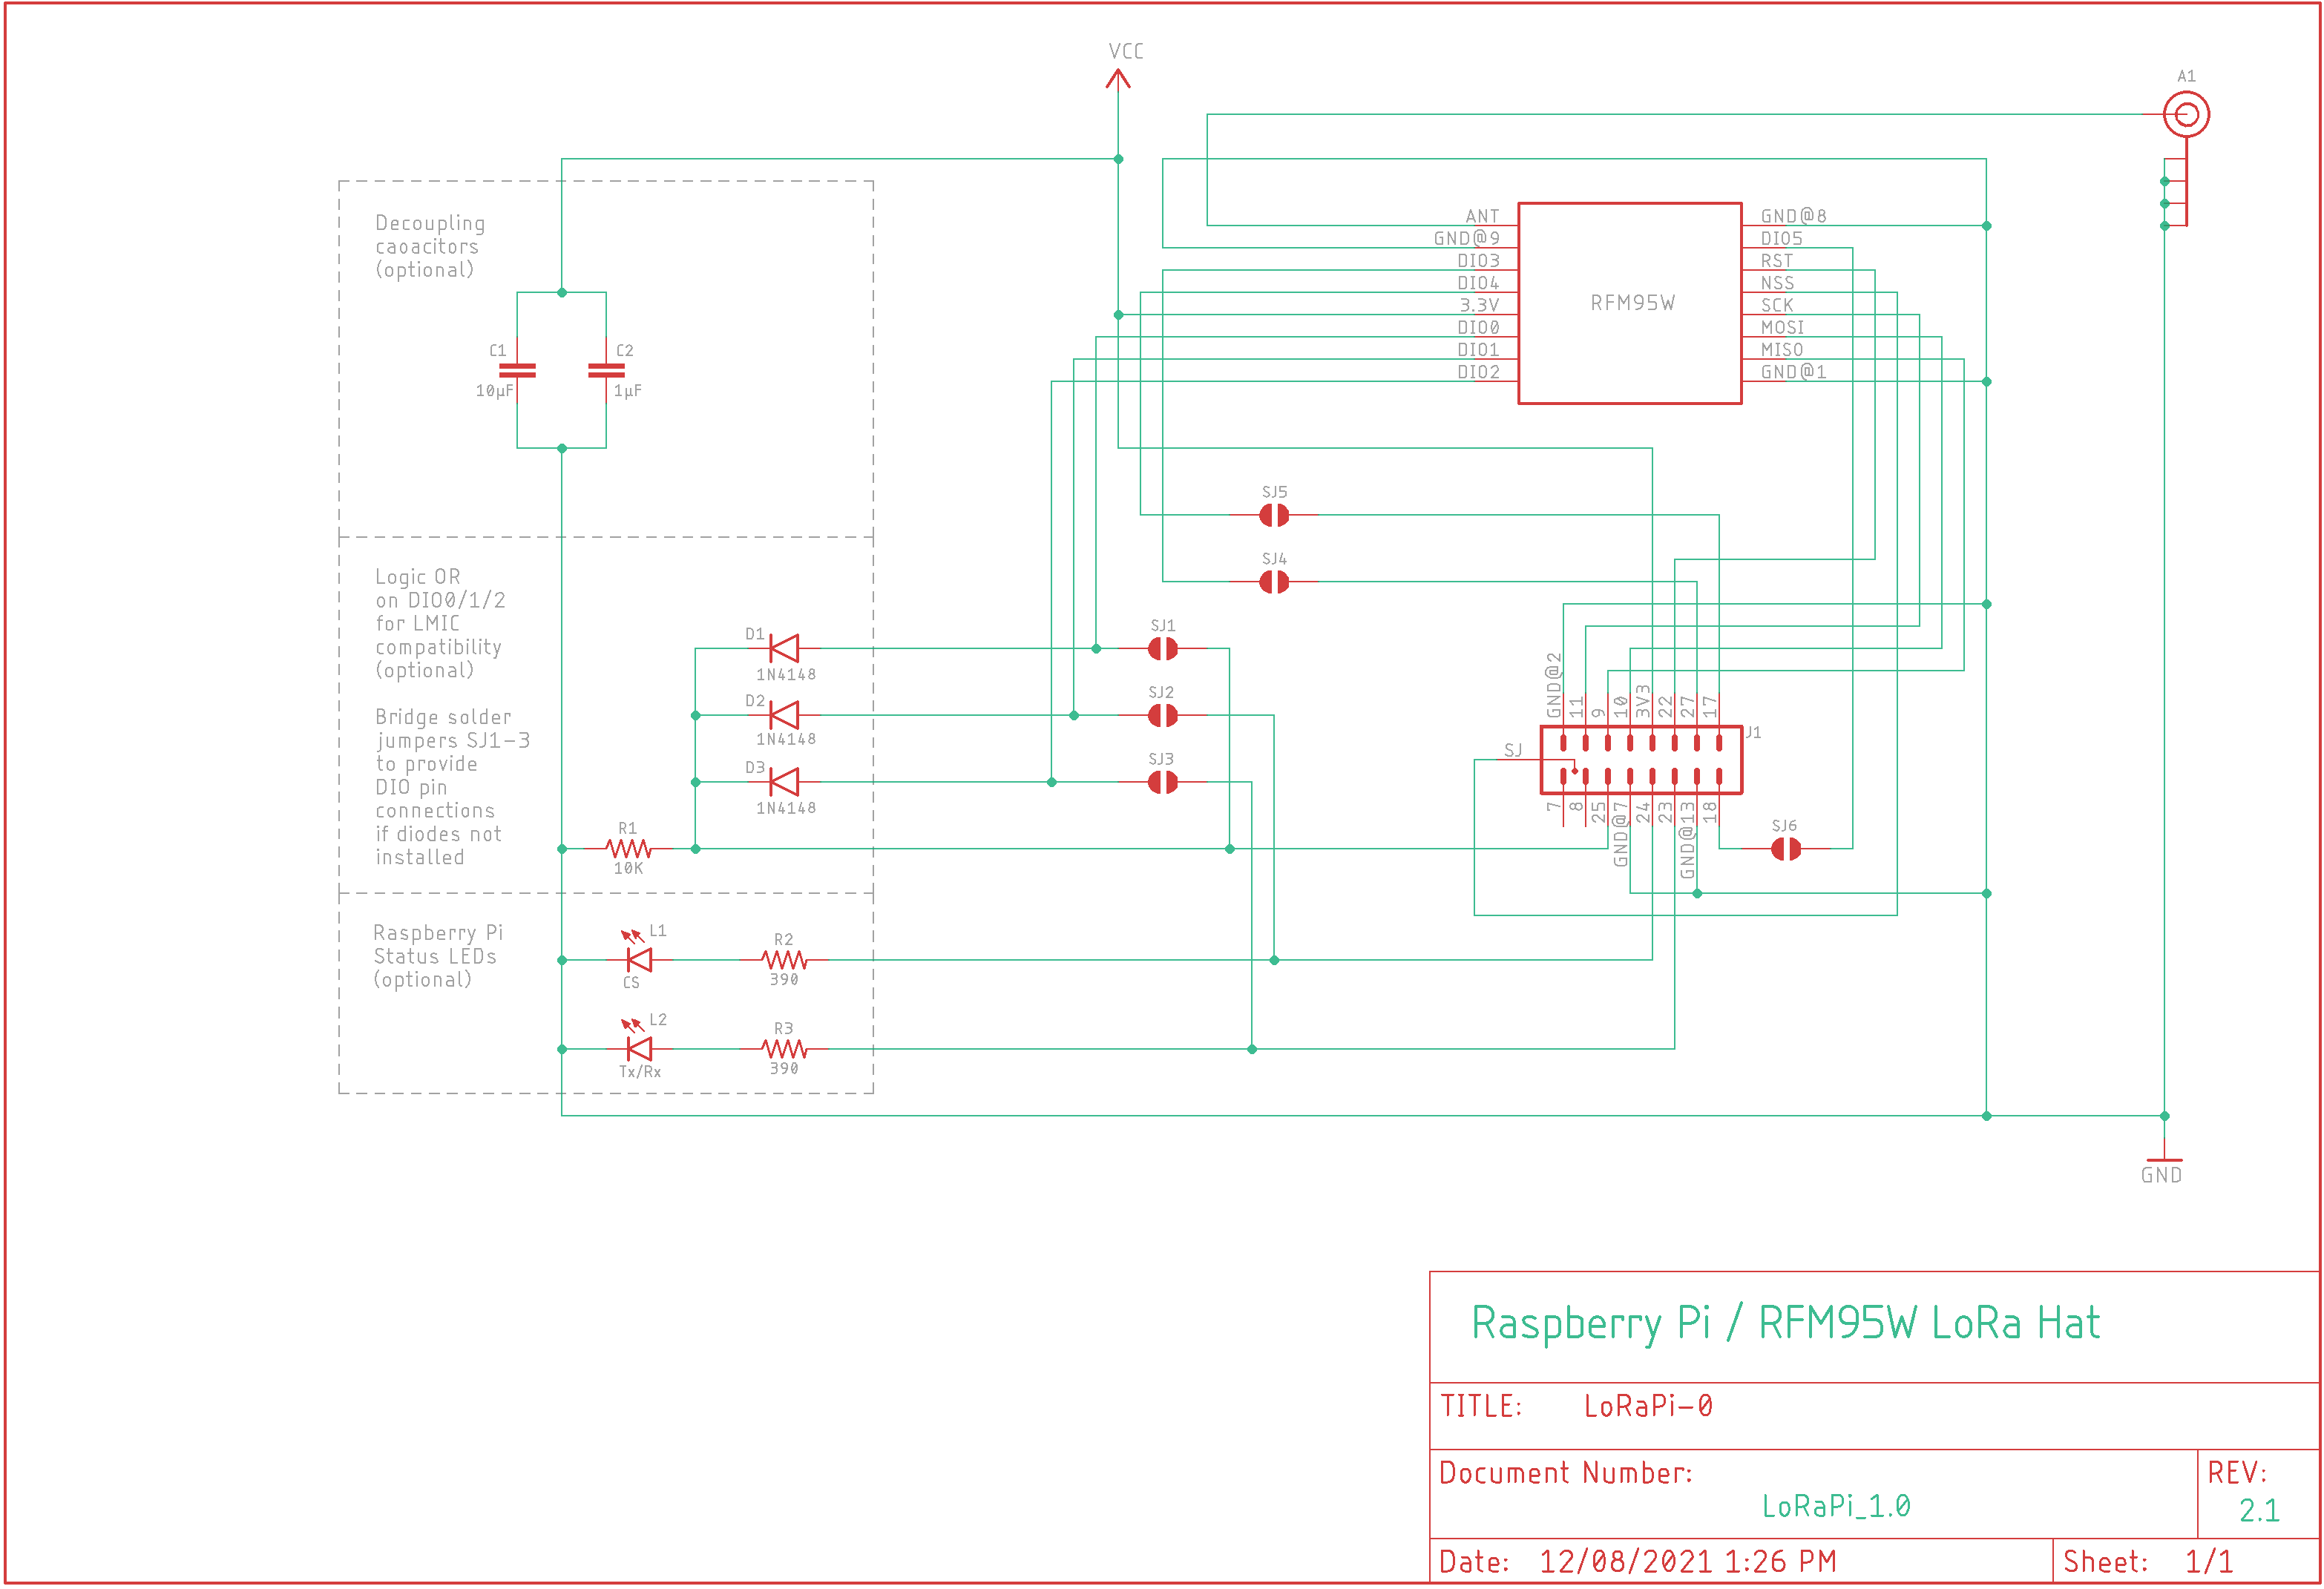 VCC
A1
Decoupling
caoacitors
(optional)
C1
10µF
C2
1µF
ANT
GND@9
DIO3
DIO4
3.3V
DIO0
DIO1
DIO2
RFM95W
GND@8
DIO5
RST
NSS
SCK
MOSI
MISO
GND@1
SJ5
SJ4
Logic OR
on DIO0/1/2
for LMIC
compatibility
(optional)
Bridge solder
jumpers SJ1-3
to provide
DIO pin
connections
if diodes not
installed
D1
1N4148
D2
1N4148
D3
1N4148
R1
10K
SJ1
SJ2
SJ3
GND@2
11
9
10
3V3
22
27
17
J1
SJ
7
8
25
GND@7
24
23
GND@13
18
SJ6
Raspberry Pi
Status LEDs
(optional)
L1
CS
R2
390
L2
Tx/Rx
R3
390
GND
Raspberry Pi / RFM95W LoRa Hat
TITLE: LoRaPi-0
Document Number:
LoRaPi_1.0
REV:
2.1
Date: 12/08/2021 1:26 PM
Sheet: 1/1